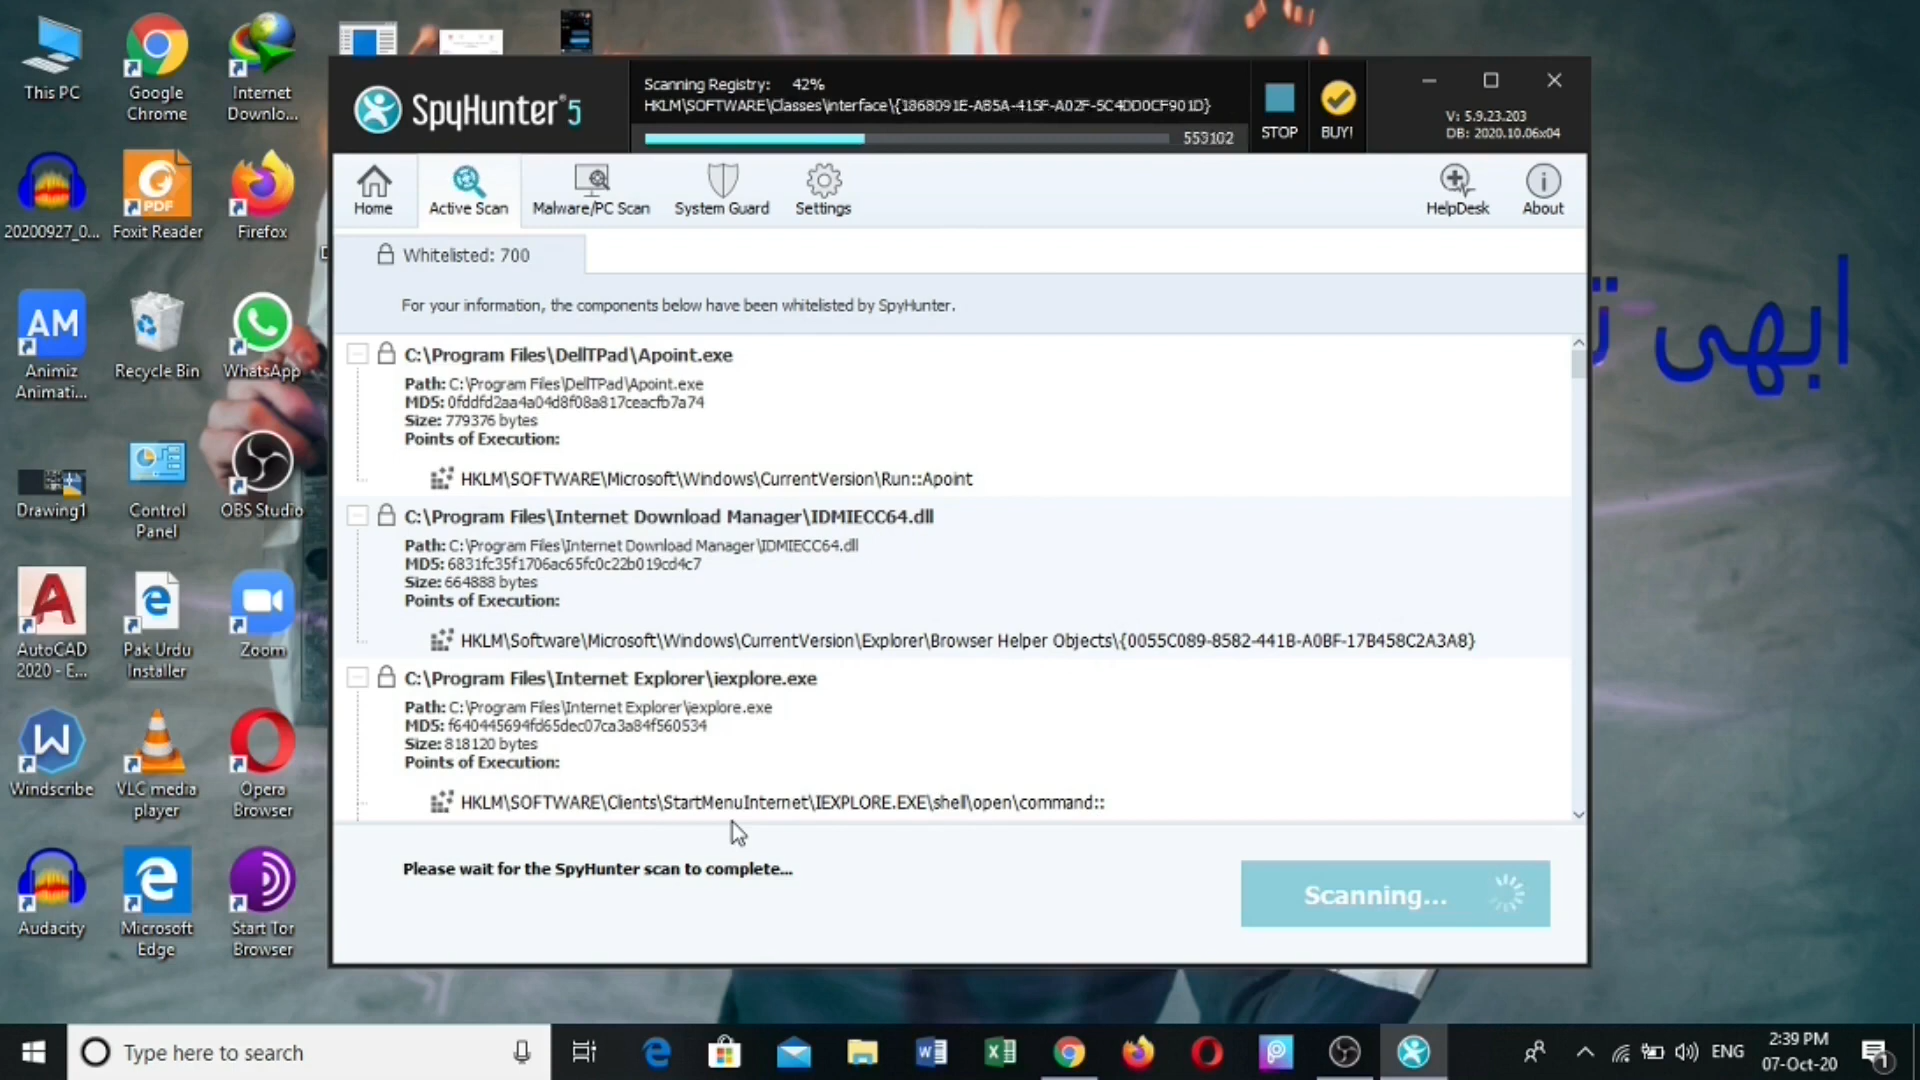 This PC
Google
Chrome
Internet
Downlo...
20200927_0...
Foxit Reader
PDF
Firefox
AM
Animiz
Animati...
Recycle Bin
WhatsApp
Drawing1
Control
Panel
OBS Studio
AutoCAD
2020 - E...
Pak Urdu
Installer
Zoom
Windscribe
VLC media
player
Opera
Browser
Audacity
Microsoft
Edge
Start Tor
Browser
SpyHunter® 5
Scanning Registry: 42%
HKLM\SOFTWARE\Classes\Interface\{1868091E-AB5A-415F-A02F-5C4DD0CF901D}
553102
STOP
BUY!
V: 5.9.23.203
DB: 2020.10.06x04
Home
Active Scan
Malware/PC Scan
System Guard
Settings
HelpDesk
About
Whitelisted: 700
For your information, the components below have been whitelisted by SpyHunter.
C:\Program Files\DellTPad\Apoint.exe
Path: C:\Program Files\DellTPad\Apoint.exe
MD5: 0fddfd2aa4a04d8f08a817ceacfb7a74
Size: 779376 bytes
Points of Execution:
HKLM\SOFTWARE\Microsoft\Windows\CurrentVersion\Run::Apoint
C:\Program Files\Internet Download Manager\IDMIECC64.dll
Path: C:\Program Files\Internet Download Manager\IDMIECC64.dll
MD5: 6831fc35f1706ac65fc0c22b019cd4c7
Size: 664888 bytes
Points of Execution:
HKLM\Software\Microsoft\Windows\CurrentVersion\Explorer\Browser Helper Objects\{0055C089-8582-441B-A0BF-17B458C2A3A8}
C:\Program Files\Internet Explorer\iexplore.exe
Path: C:\Program Files\Internet Explorer\iexplore.exe
MD5: f640445694fd65dec07ca3a84f560534
Size: 818120 bytes
Points of Execution:
HKLM\SOFTWARE\Clients\StartMenuInternet\IEXPLORE.EXE\shell\open\command::
Please wait for the SpyHunter scan to complete...
Scanning...
ابھی
Type here to search
ENG
2:39 PM
07-Oct-20
1